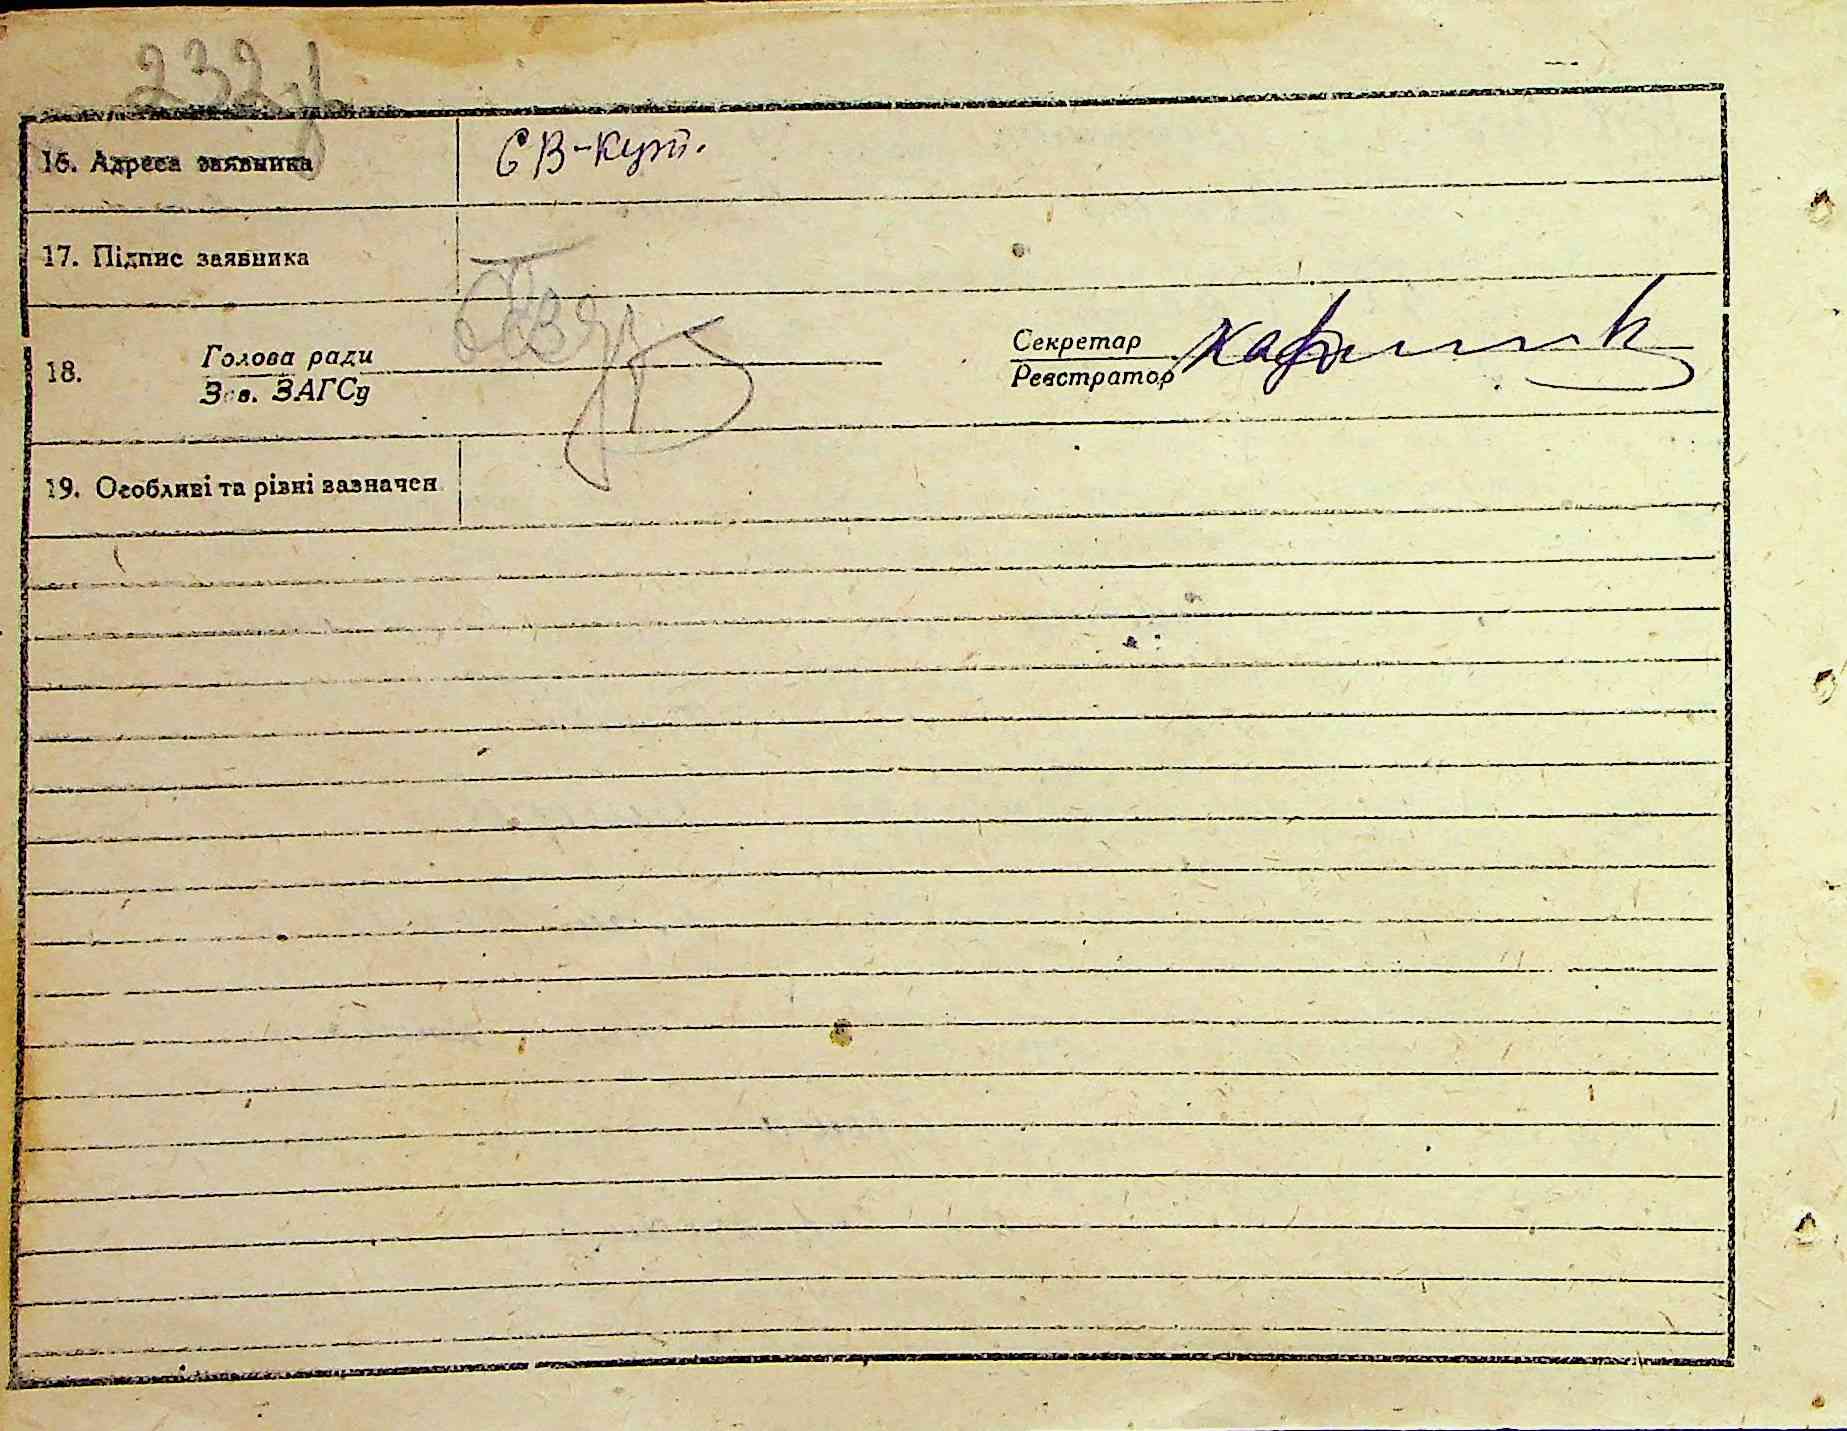 232
16. Адреса заявника
с В-кут.
17. Підпис заявника
18. Голова ради
Зав. ЗАГСу
Секретар
Реєстратор
19. Особливі та різні зазначен